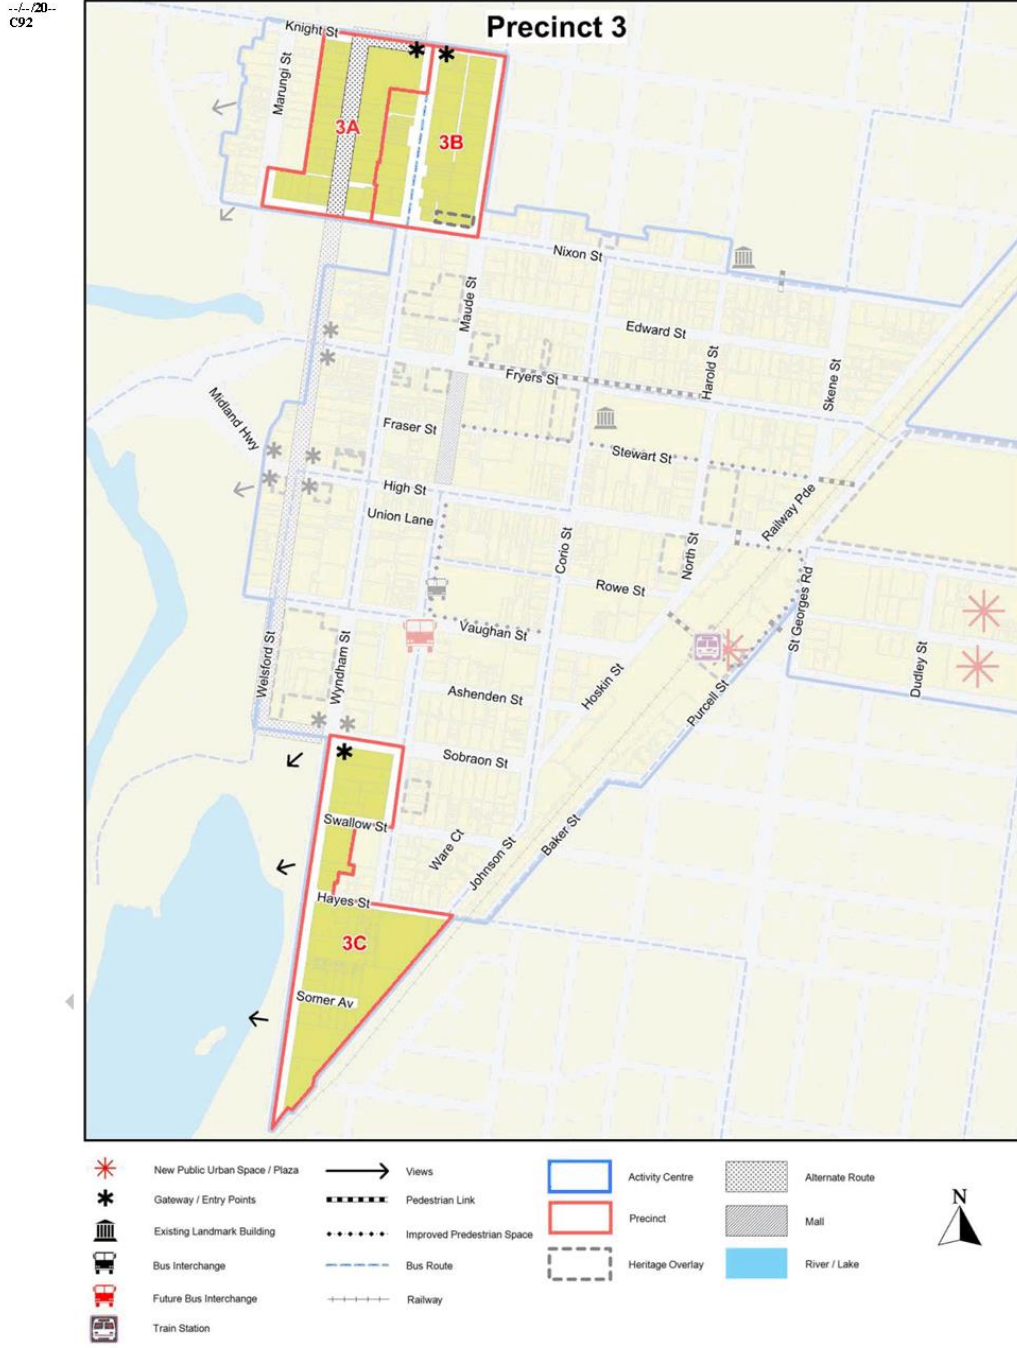 --/--/20--
C92
Precinct 3
Knight St
Marungi St
3A
3B
Nixon St
Maude St
Edward St
Harold St
Skene St
Fryers St
Midland Hwy
Fraser St
Stewart St
High St
Railway Pde
Union Lane
Corio St
North St
Rowe St
St Georges Rd
Vaughan St
Welsford St
Wyndham St
Dudley St
Hoskin St
Ashenden St
Purcell St
Sobraon St
Swallow St
Ware Ct
Johnson St
Baker St
Hayes St
3C
Somer Av
New Public Urban Space / Plaza
Views
Activity Centre
Alternate Route
Gateway / Entry Points
Pedestrian Link
Precinct
Mall
N
Existing Landmark Building
Improved Pedestrian Space
Heritage Overlay
River / Lake
Bus Interchange
Bus Route
Future Bus Interchange
Railway
Train Station